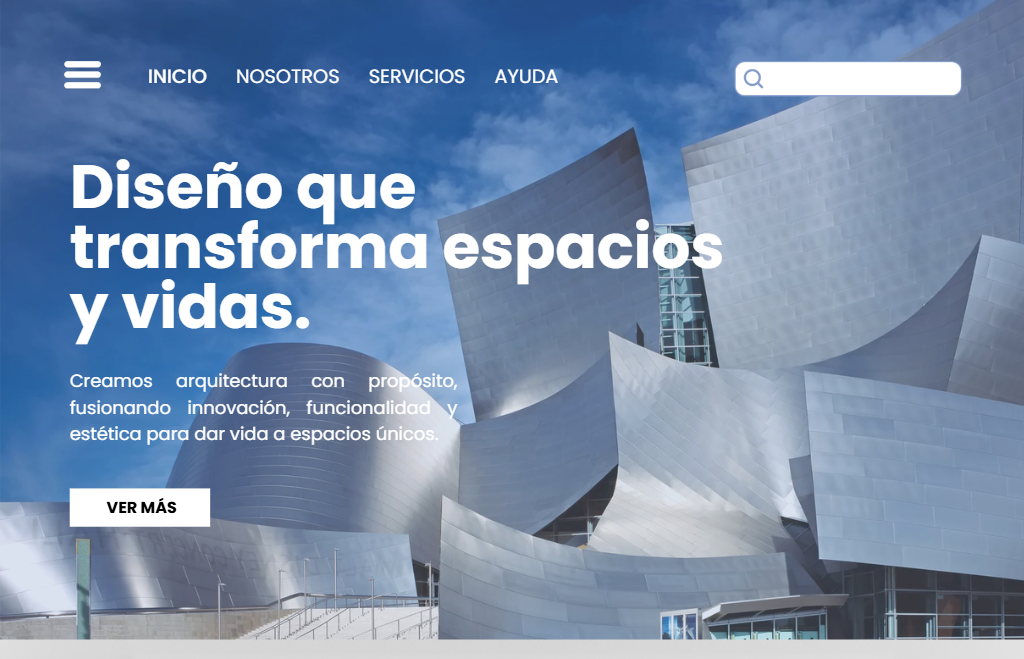 INICIO NOSOTROS SERVICIOS AYUDA
Diseño que
transforma espacios
y vidas.
Creamos arquitectura con propósito,
fusionando innovación, funcionalidad y
estética para dar vida a espacios únicos.
VER MÁS